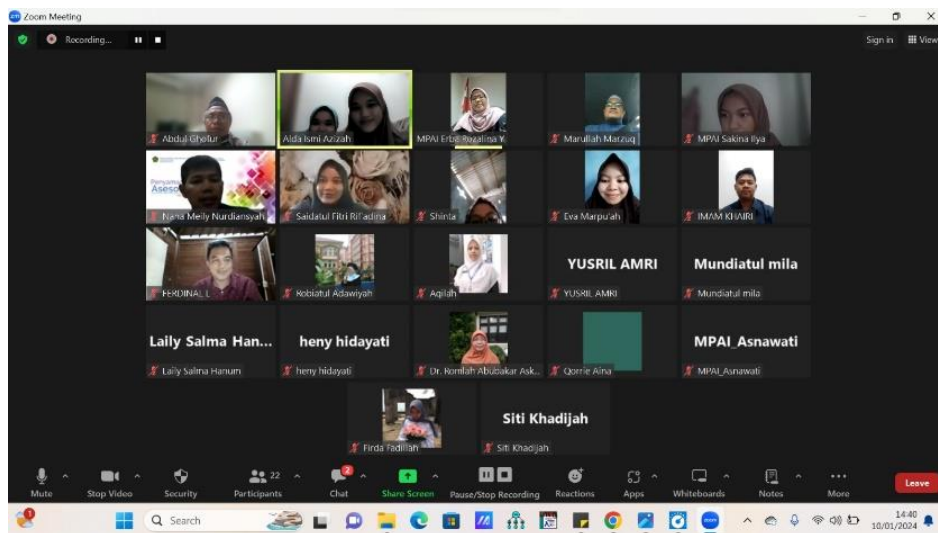 Zoom Meeting
Recording...
Sign in
View
Abdul Ghofur
Alda Ismi Azizah
MPAI Erba Rozalina Y
Marullah Marzuq
MPAI Sakina Ilya
Asesor
Nana Meily Nurdiansyah
Saidatul Fitri Rif'adina
Shinta
Eva Marpu'ah
IMAM KHAIRI
FERDINAL L
Robiatul Adawiyah
Aqilah
YUSRIL AMRI
YUSRIL AMRI
Mundiatul mila
Mundiatul mila
Laily Salma Han...
Laily Salma Hanum
heny hidayati
heny hidayati
Dr. Romlah Abubakar Ask...
Qorrie Aina
MPAI_Asnawati
MPAI_Asnawati
Firda Fadillah
Siti Khadijah
Siti Khadijah
Mute
Stop Video
Security
22
Participants
2
Chat
Share Screen
Pause/Stop Recording
Reactions
Apps
Whiteboards
Notes
More
Leave
Search
14:40
10/01/2024